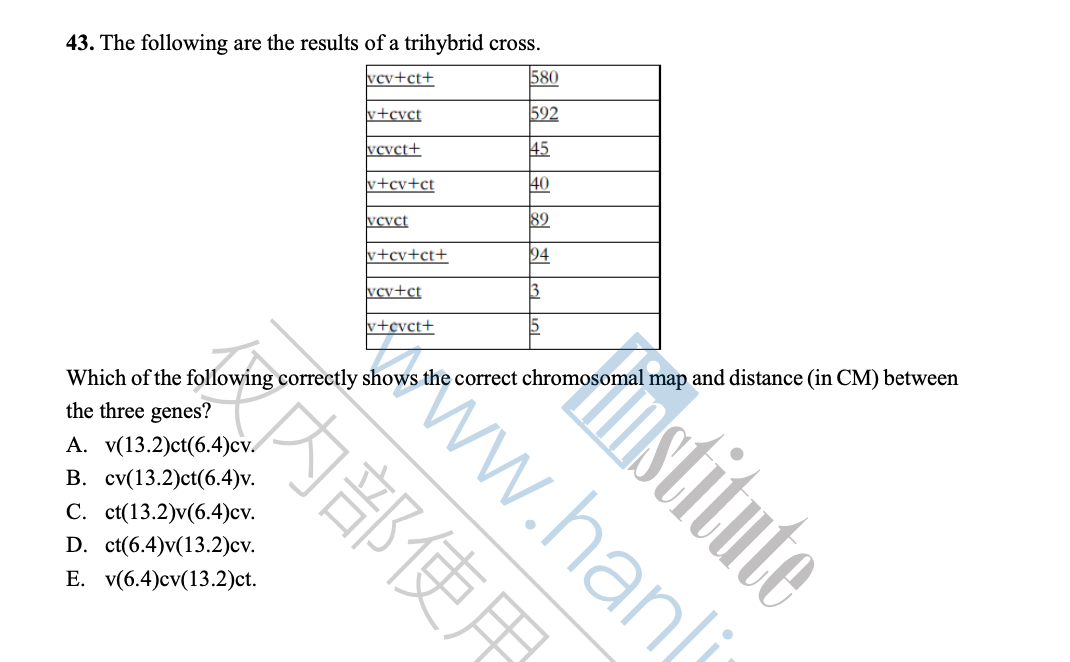 43. The following are the results of a trihybrid cross.
vcv+ct+ 580
v+cvct 592
vcvct+ 45
v+cv+ct 40
vcvct 89
v+cv+ct+ 94
vcv+ct 3
v+cvct+ 5
Which of the following correctly shows the correct chromosomal map and distance (in CM) between
the three genes?
A. v(13.2)ct(6.4)cv.
B. cv(13.2)ct(6.4)v.
C. ct(13.2)v(6.4)cv.
D. ct(6.4)v(13.2)cv.
E. v(6.4)cv(13.2)ct.
仅内部使用
www.hanli
institute